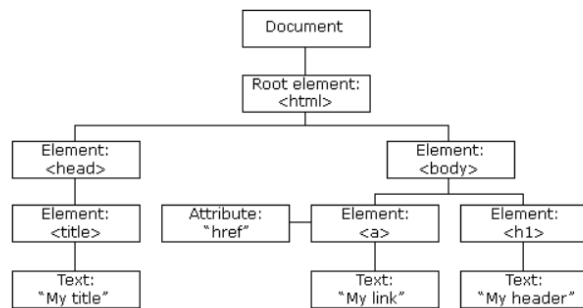 Document
Root element:
<html>
Element:
<head>
Element:
<body>
Element:
<title>
Attribute:
“href”
Element:
<a>
Element:
<h1>
Text:
“My title”
Text:
“My link”
Text:
“My header”